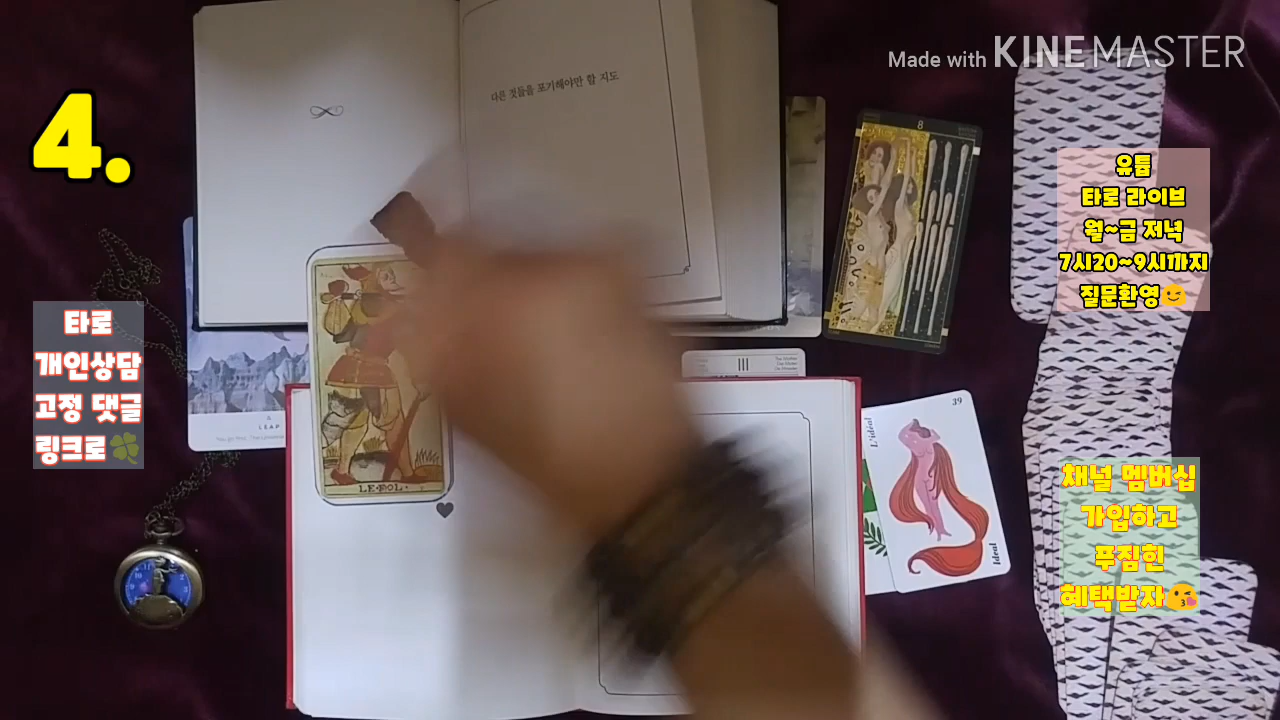 Made with KINEMASTER
4.
다른 것들을 포기해야만 할 지도
8
유튭
타로 라이브
월~금 저녁
7시20~9시까지
질문환영😉
타로
개인상담
고정 댓글
링크로🍀
LEAP
III
LE·FOL·
39
L'idéal
Idéal
채널 멤버십
가입하고
푸짐힌
혜택받자😘